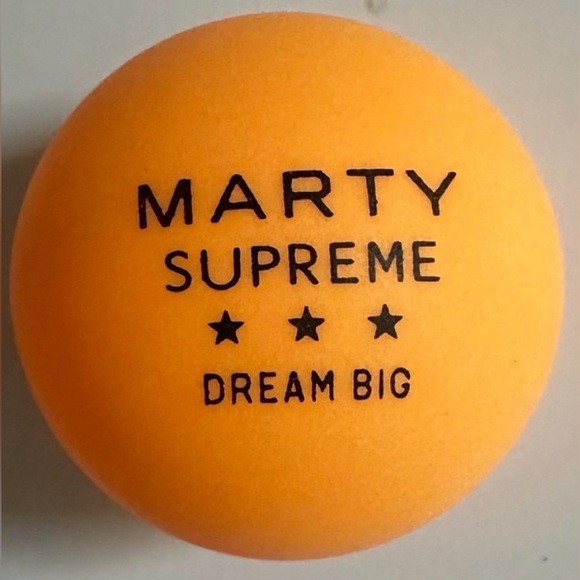 MARTY
SUPREME
★ ★ ★
DREAM BIG